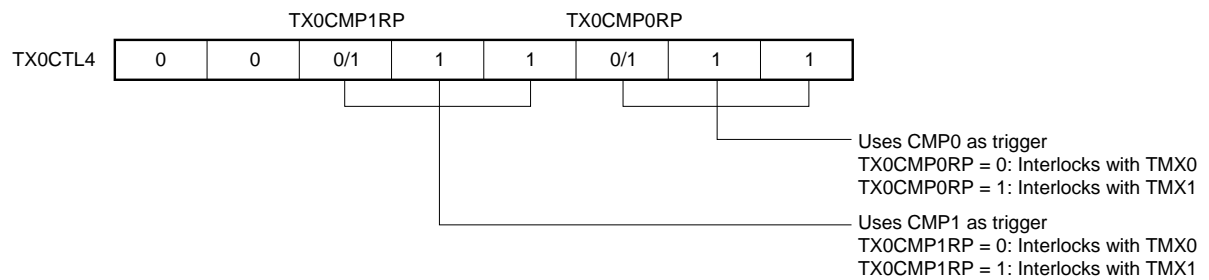 TX0CMP1RP TX0CMP0RP
TX0CTL4 0 0 0/1 1 1 0/1 1 1
Uses CMP0 as trigger
TX0CMP0RP = 0: Interlocks with TMX0
TX0CMP0RP = 1: Interlocks with TMX1
Uses CMP1 as trigger
TX0CMP1RP = 0: Interlocks with TMX0
TX0CMP1RP = 1: Interlocks with TMX1